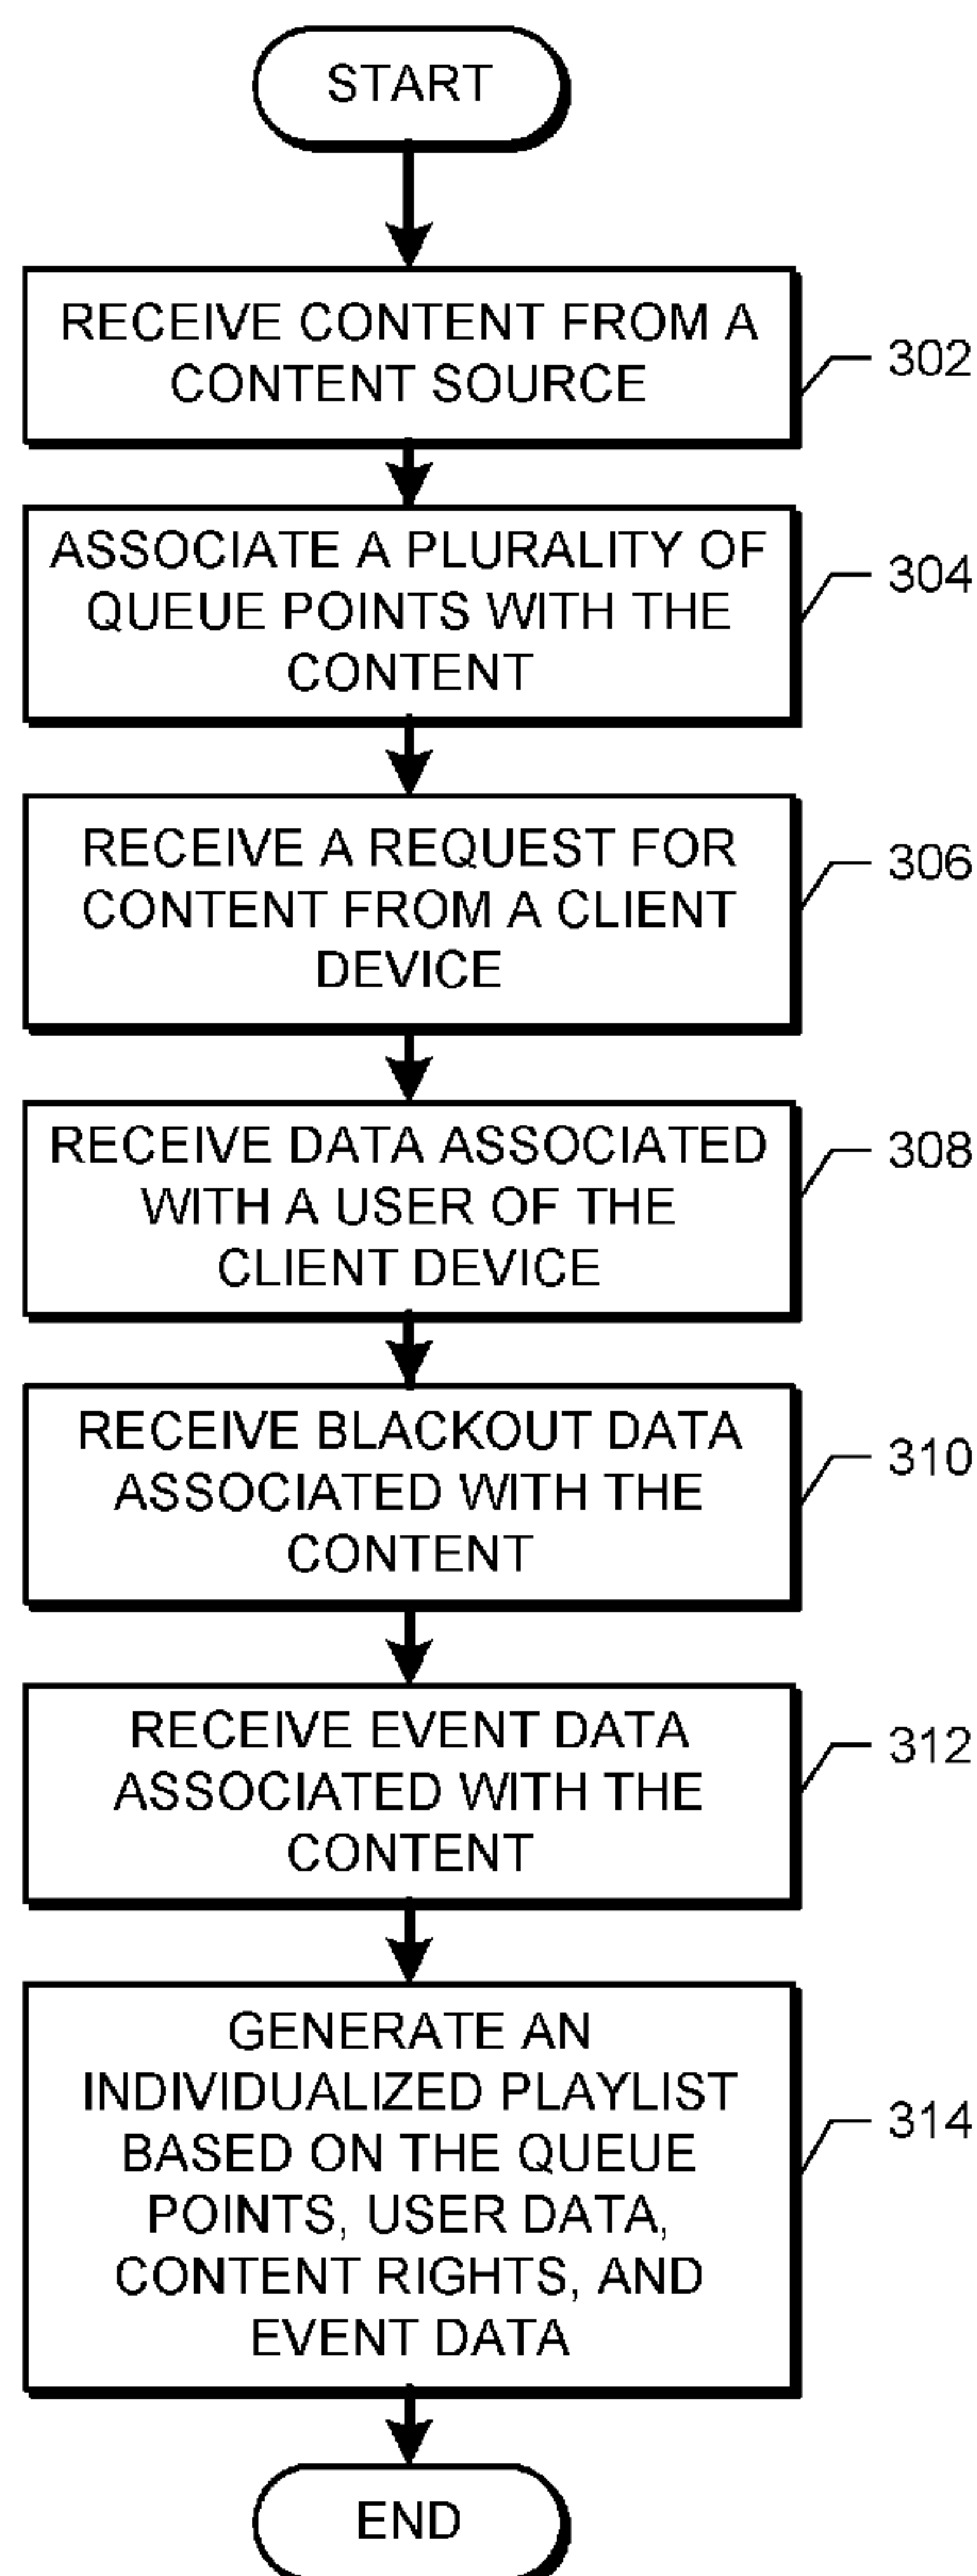 START
RECEIVE CONTENT FROM A
CONTENT SOURCE
302
ASSOCIATE A PLURALITY OF
QUEUE POINTS WITH THE
CONTENT
304
RECEIVE A REQUEST FOR
CONTENT FROM A CLIENT
DEVICE
306
RECEIVE DATA ASSOCIATED
WITH A USER OF THE
CLIENT DEVICE
308
RECEIVE BLACKOUT DATA
ASSOCIATED WITH THE
CONTENT
310
RECEIVE EVENT DATA
ASSOCIATED WITH THE
CONTENT
312
GENERATE AN
INDIVIDUALIZED PLAYLIST
BASED ON THE QUEUE
POINTS, USER DATA,
CONTENT RIGHTS, AND
EVENT DATA
314
END